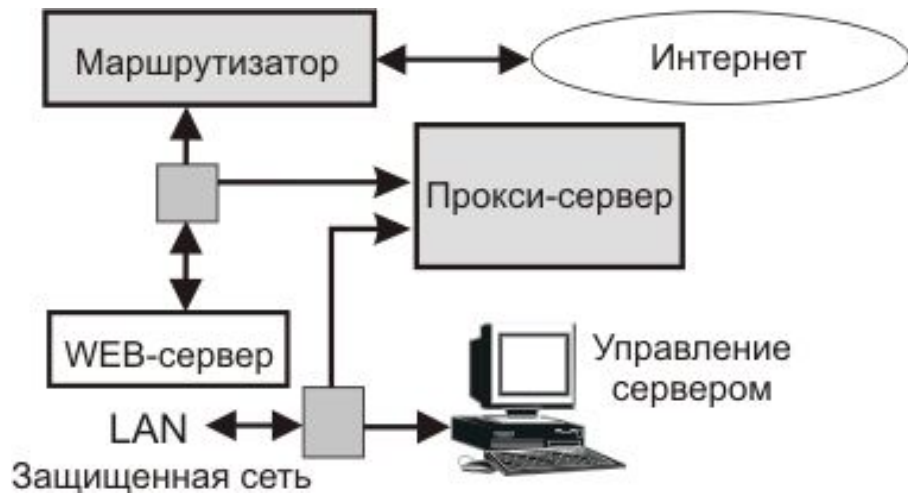 Маршрутизатор
Интернет
Прокси-сервер
WEB-сервер
Управление
сервером
LAN
Защищенная сеть